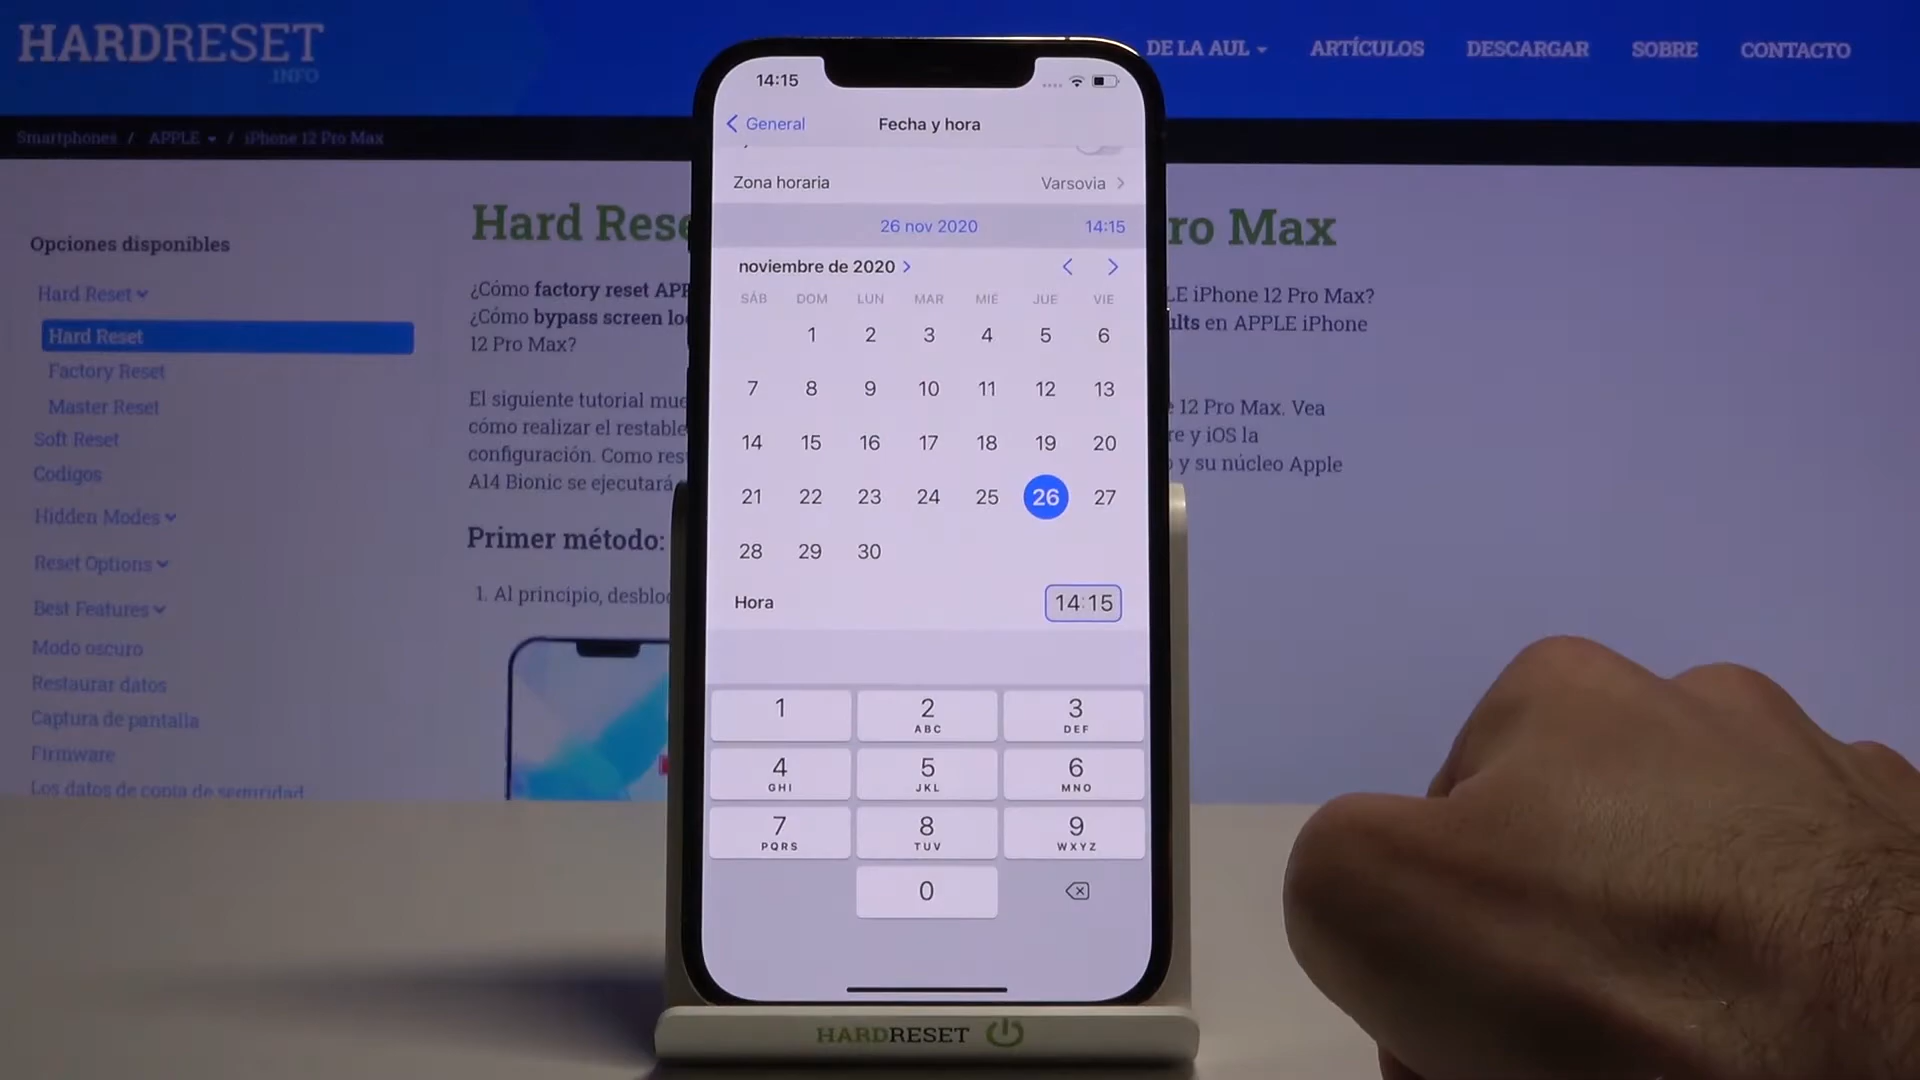 HARDRESET
.INFO
DE LA AUL
ARTÍCULOS
DESCARGAR
SOBRE
CONTACTO
Smartphones / APPLE / iPhone 12 Pro Max
Opciones disponibles
Hard Reset
Hard Reset
Factory Reset
Master Reset
Soft Reset
Codigos
Hidden Modes
Reset Options
Best Features
Modo oscuro
Restaurar datos
Captura de pantalla
Firmware
Los datos de copia de seguridad
Hard Rese
ro Max
¿Cómo factory reset APP
LE iPhone 12 Pro Max?
¿Cómo bypass screen lo
ults en APPLE iPhone
12 Pro Max?
El siguiente tutorial mue
12 Pro Max. Vea
cómo realizar el restable
re y iOS la
configuración. Como res
y su núcleo Apple
A14 Bionic se ejecutará
Primer método:
1. Al principio, desbloc
14:15
General
Fecha y hora
Zona horaria
Varsovia
26 nov 2020
14:15
noviembre de 2020
SÁB DOM LUN MAR MIÉ JUE VIE
1 2 3 4 5 6
7 8 9 10 11 12 13
14 15 16 17 18 19 20
21 22 23 24 25 26 27
28 29 30
Hora
14:15
1 2 3
ABC DEF
4 5 6
GHI JKL MNO
7 8 9
PQRS TUV WXYZ
0
HARDRESET